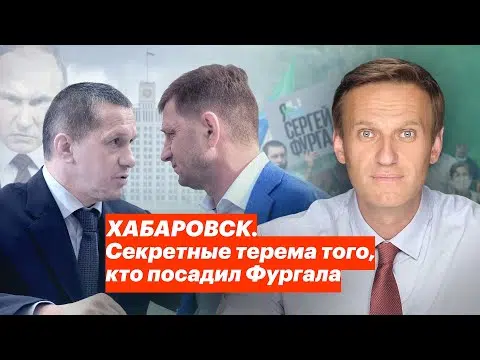 Я
СЕРГЕЙ
ФУРГАЛ
ХАБАРОВСК.
Секретные терема того,
кто посадил Фургала